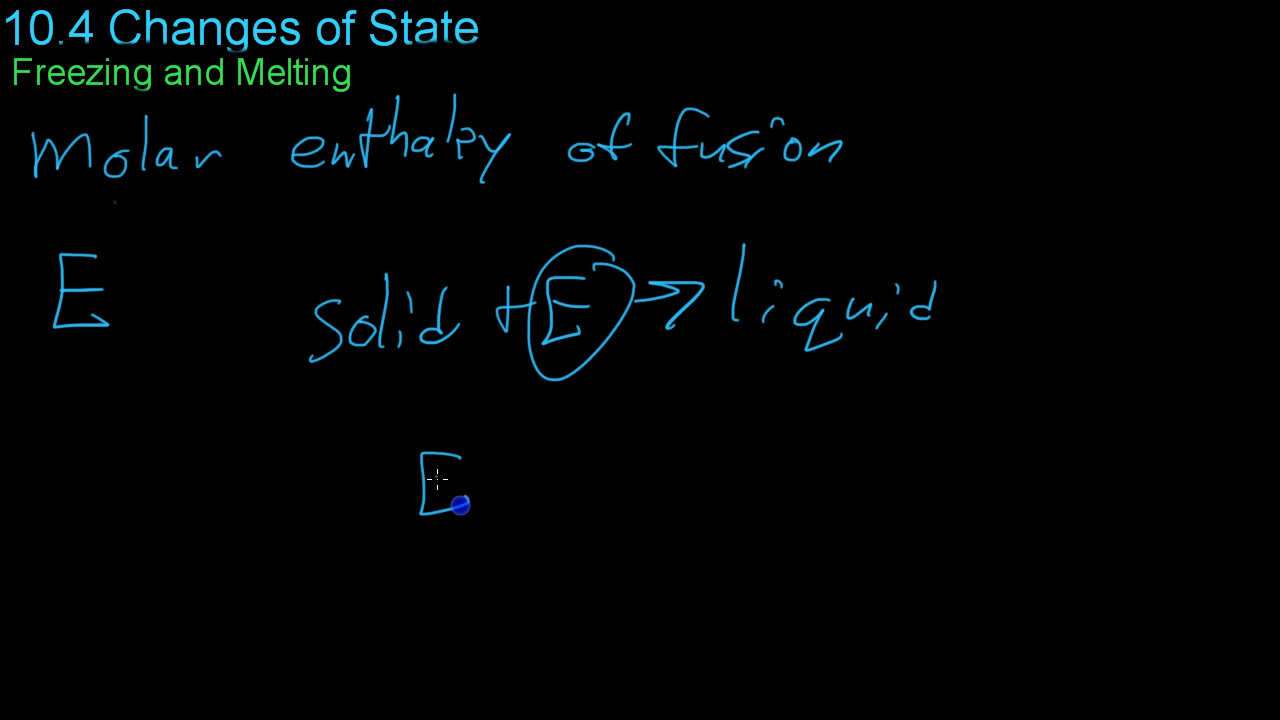 10.4 Changes of State
Freezing and Melting
Molar enthalpy of fusion
E solid + E → liquid
E